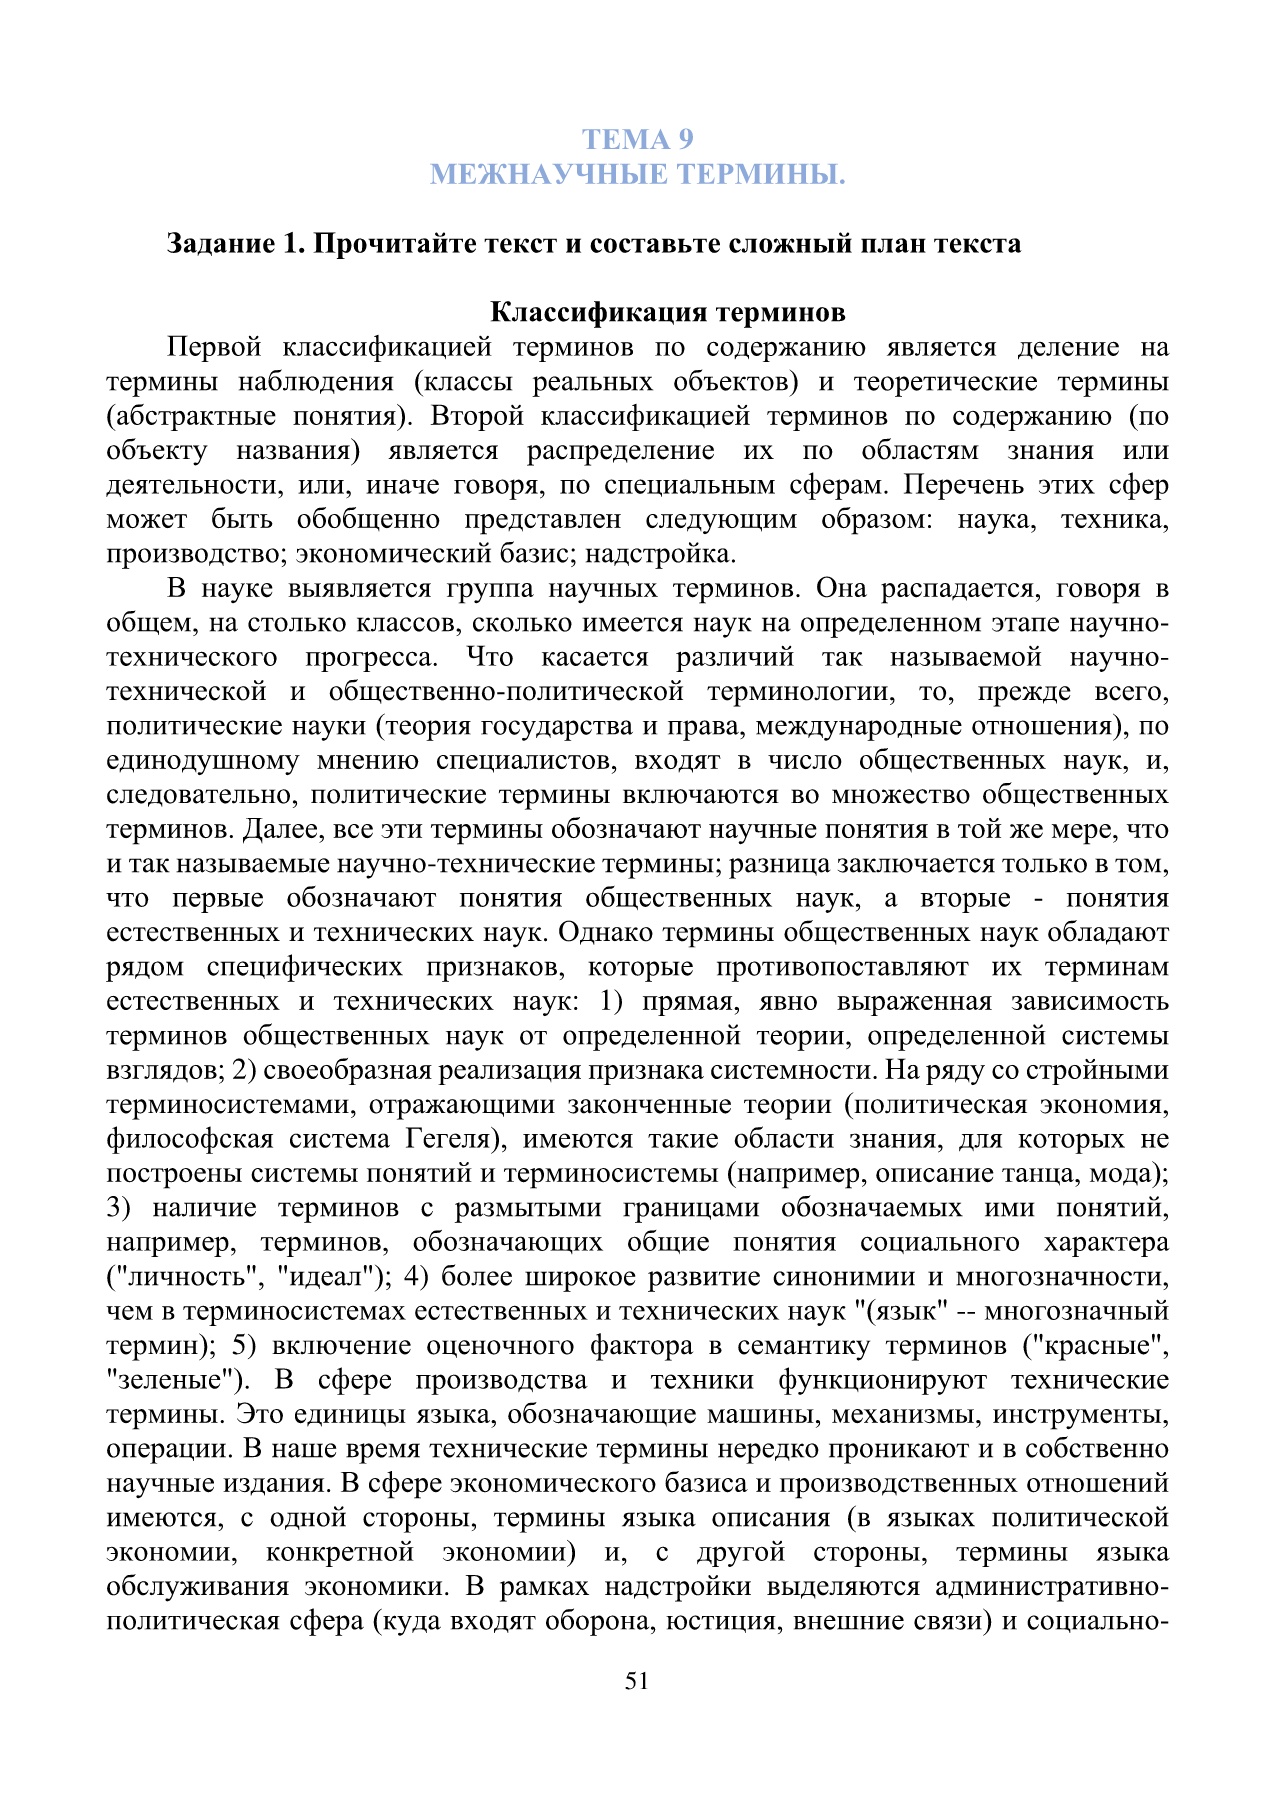 ТЕМА 9
МЕЖНАУЧНЫЕ ТЕРМИНЫ.
Задание 1. Прочитайте текст и составьте сложный план текста
Классификация терминов
Первой классификацией терминов по содержанию является деление на
термины наблюдения (классы реальных объектов) и теоретические термины
(абстрактные понятия). Второй классификацией терминов по содержанию (по
объекту названия) является распределение их по областям знания или
деятельности, или, иначе говоря, по специальным сферам. Перечень этих сфер
может быть обобщенно представлен следующим образом: наука, техника,
производство; экономический базис; надстройка.
В науке выявляется группа научных терминов. Она распадается, говоря в
общем, на столько классов, сколько имеется наук на определенном этапе научно-
технического прогресса. Что касается различий так называемой научно-
технической и общественно-политической терминологии, то, прежде всего,
политические науки (теория государства и права, международные отношения), по
единодушному мнению специалистов, входят в число общественных наук, и,
следовательно, политические термины включаются во множество общественных
терминов. Далее, все эти термины обозначают научные понятия в той же мере, что
и так называемые научно-технические термины; разница заключается только в том,
что первые обозначают понятия общественных наук, а вторые - понятия
естественных и технических наук. Однако термины общественных наук обладают
рядом специфических признаков, которые противопоставляют их терминам
естественных и технических наук: 1) прямая, явно выраженная зависимость
терминов общественных наук от определенной теории, определенной системы
взглядов; 2) своеобразная реализация признака системности. На ряду со стройными
терминосистемами, отражающими законченные теории (политическая экономия,
философская система Гегеля), имеются такие области знания, для которых не
построены системы понятий и терминосистемы (например, описание танца, мода);
3) наличие терминов с размытыми границами обозначаемых ими понятий,
например, терминов, обозначающих общие понятия социального характера
("личность", "идеал"); 4) более широкое развитие синонимии и многозначности,
чем в терминосистемах естественных и технических наук "(язык" -- многозначный
термин); 5) включение оценочного фактора в семантику терминов ("красные",
"зеленые"). В сфере производства и техники функционируют технические
термины. Это единицы языка, обозначающие машины, механизмы, инструменты,
операции. В наше время технические термины нередко проникают и в собственно
научные издания. В сфере экономического базиса и производственных отношений
имеются, с одной стороны, термины языка описания (в языках политической
экономии, конкретной экономии) и, с другой стороны, термины языка
обслуживания экономики. В рамках надстройки выделяются административно-
политическая сфера (куда входят оборона, юстиция, внешние связи) и социально-
51